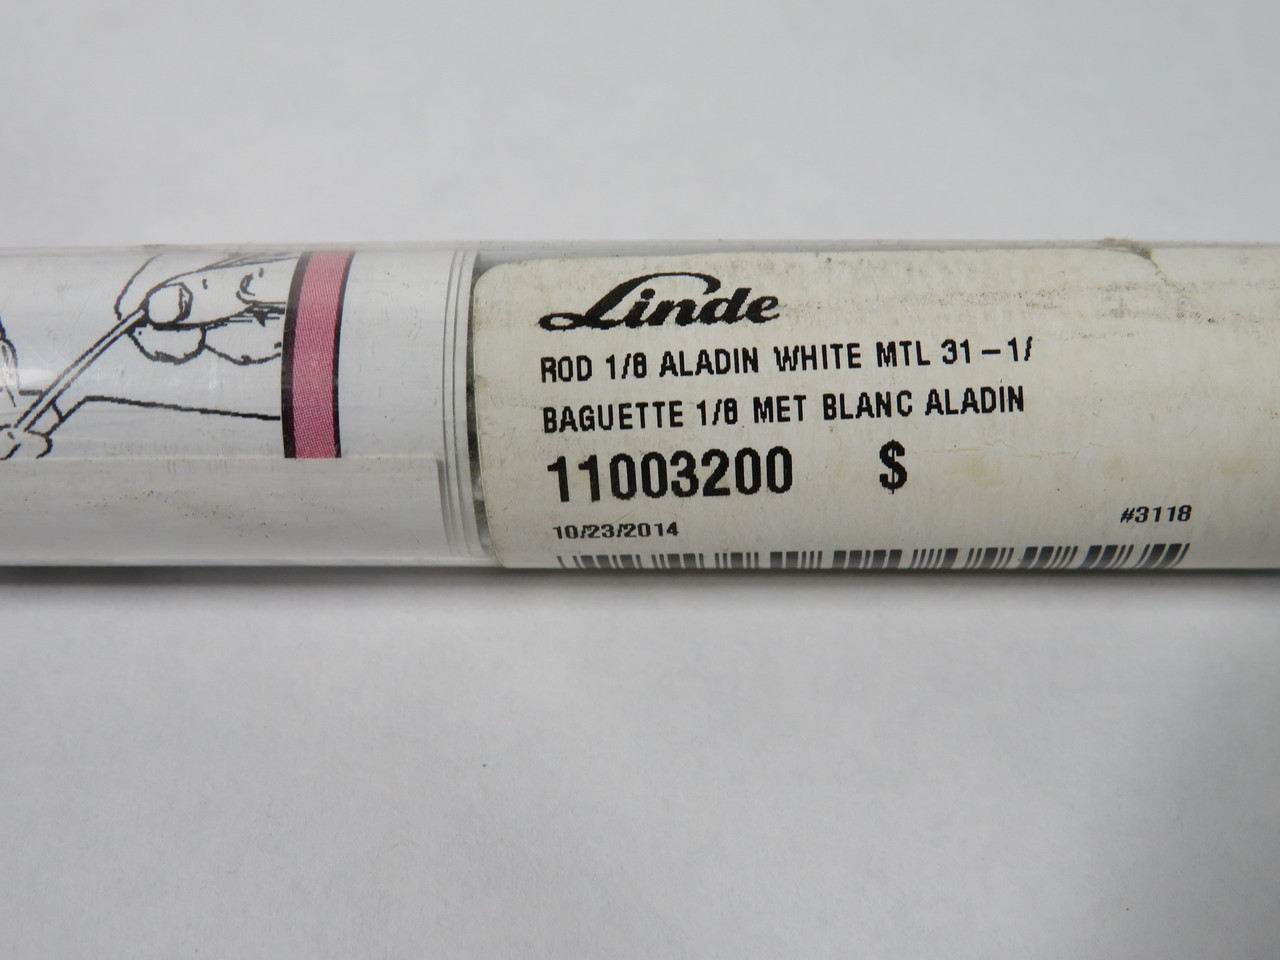 Linde
ROD 1/8 ALADIN WHITE MTL 31-1/
BAGUETTE 1/8 MET BLANC ALADIN
11003200 $
10/23/2014 #3118